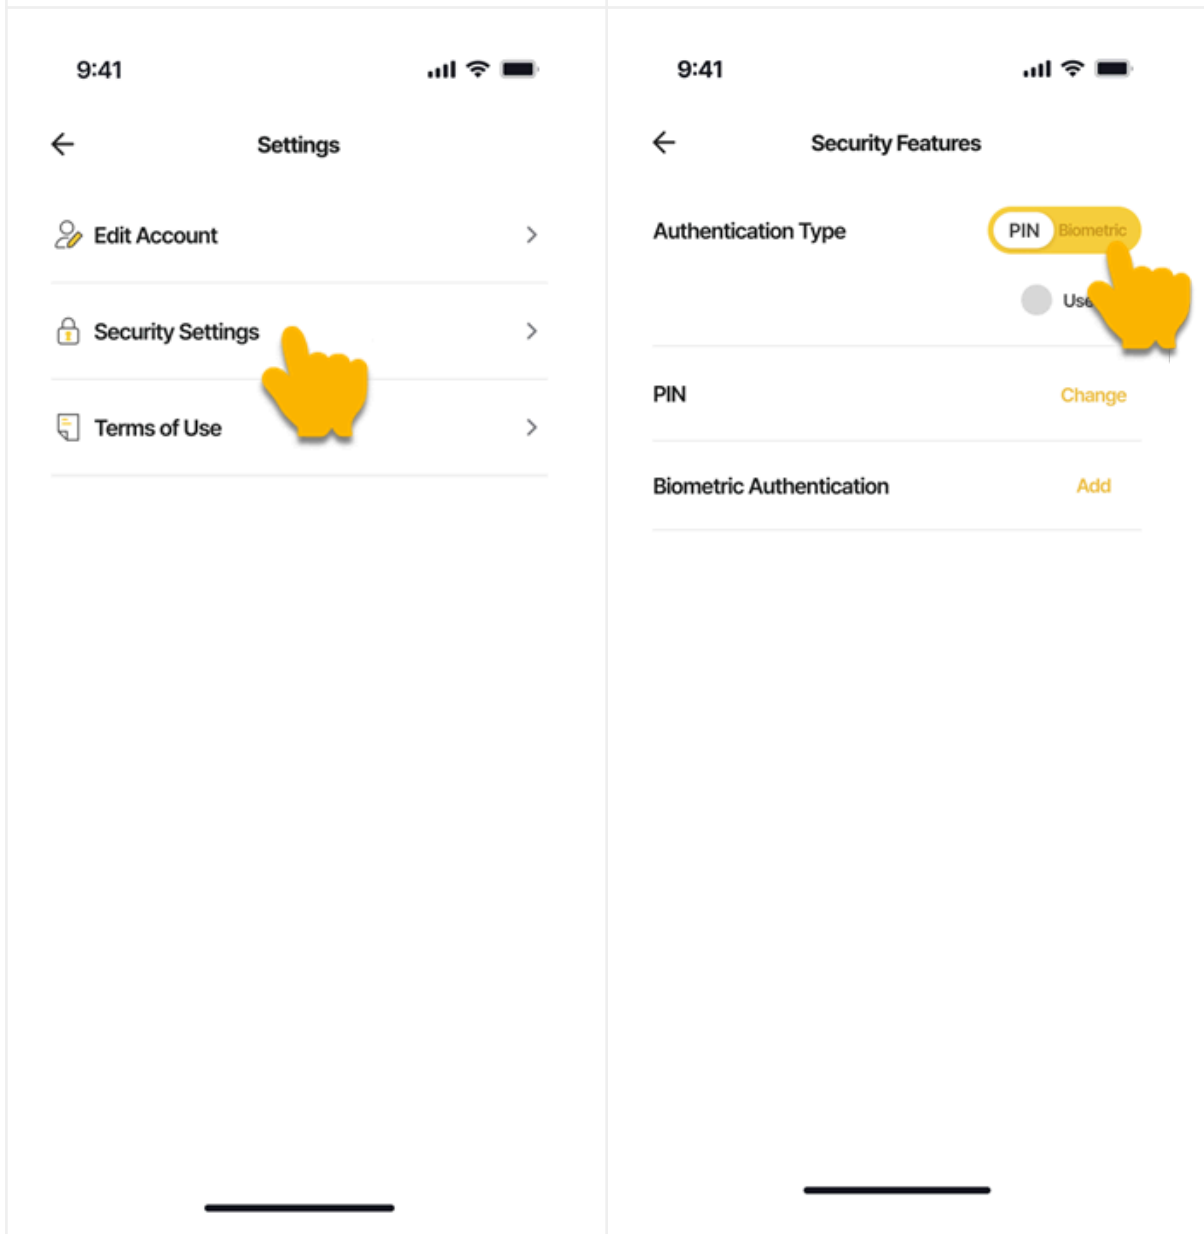 9:41
Settings
Edit Account
Security Settings
Terms of Use
9:41
Security Features
Authentication Type
PIN Biometric
Use
PIN
Change
Biometric Authentication
Add